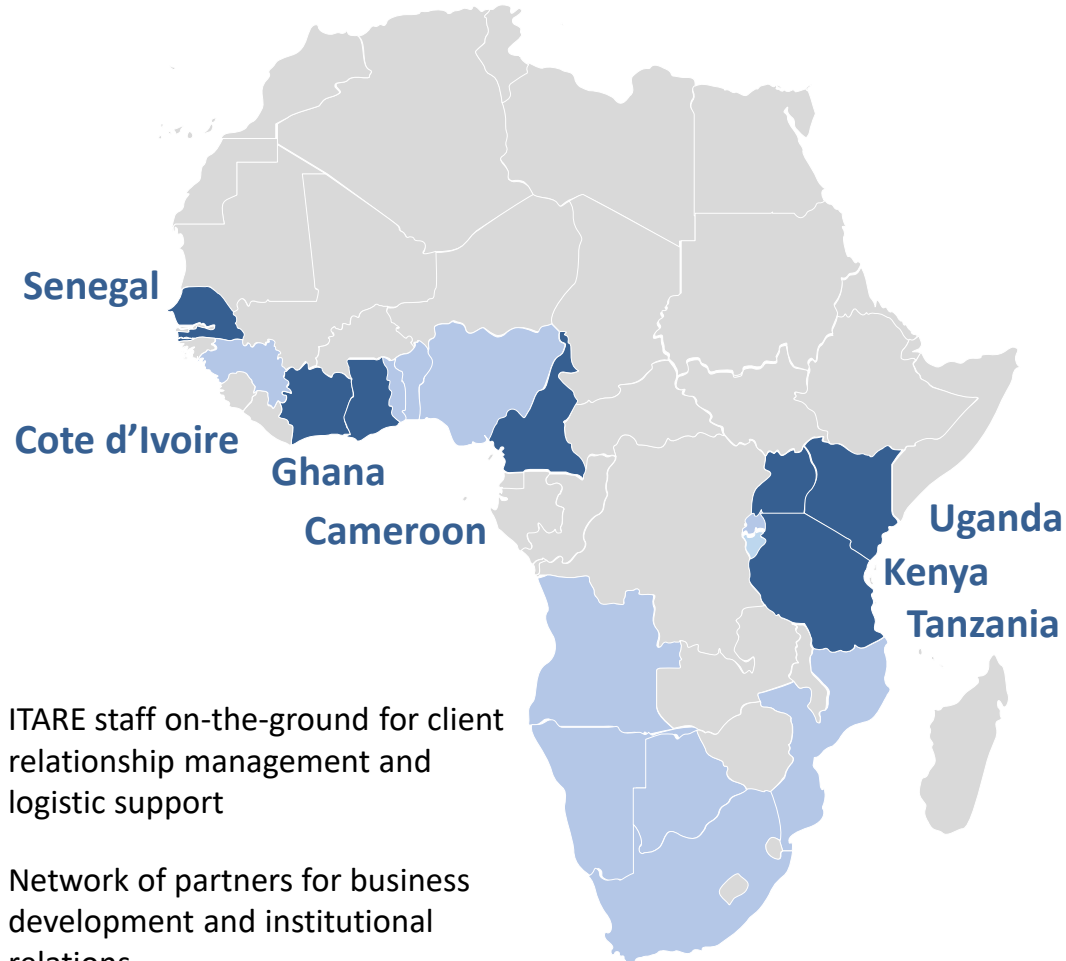 Senegal
Cote d’Ivoire
Ghana
Cameroon
Uganda
Kenya
Tanzania
ITARE staff on-the-ground for client
relationship management and
logistic support
Network of partners for business
development and institutional
relations